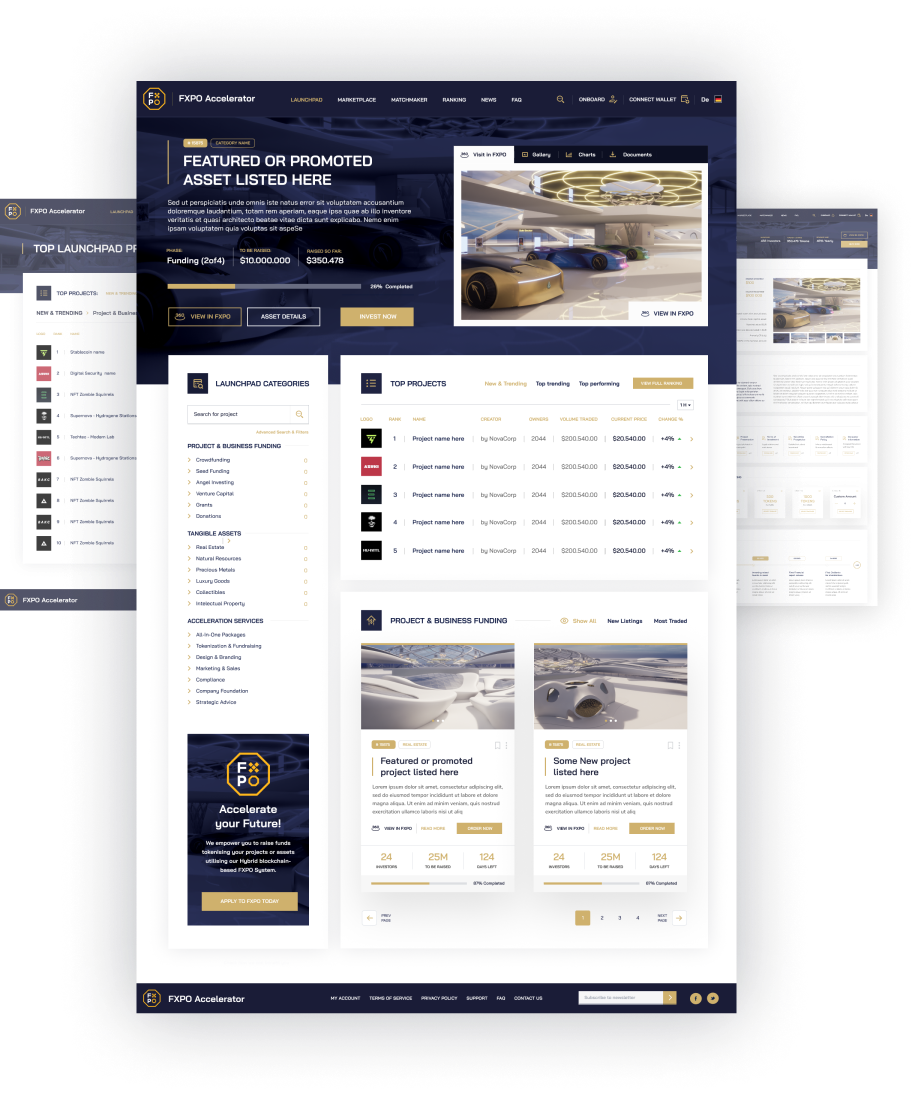 FXPO
FXPO Accelerator
LAUNCHPAD
MARKETPLACE
MATCHMAKER
RANKING
NEWS
FAQ
ONBOARD
CONNECT WALLET
De
CATEGORY NAME
FEATURED OR PROMOTED
ASSET LISTED HERE
Sed ut perspiciatis unde omnis iste natus error sit voluptatem accusantium
doloremque laudantium, totam rem aperiam, eaque ipsa quae ab illo inventore
veritatis et quasi architecto beatae vitae dicta sunt explicabo. Nemo enim
ipsam voluptatem quia voluptas sit aspeSe
PHASE:
Funding (2of4)
TO BE RAISED:
$10.000.000
RAISED SO FAR:
$350.478
26% Completed
VIEW IN FXPO
ASSET DETAILS
INVEST NOW
Visit in FXPO
Gallery
Charts
Documents
VIEW IN FXPO
LAUNCHPAD CATEGORIES
Search for project
Advanced Search & Filters
PROJECT & BUSINESS FUNDING
Crowdfunding
Seed Funding
Angel Investing
Venture Capital
Grants
Donations
TANGIBLE ASSETS
Real Estate
Natural Resources
Precious Metals
Luxury Goods
Collectibles
Intellectual Property
ACCELERATION SERVICES
All-in-One Packages
Tokenization & Fundraising
Design & Branding
Marketing & Sales
Compliance
Company Foundation
Strategic Advice
FXPO
Accelerate
your Future!
We empower you to raise funds
tokenising your projects or assets
utilising our Hybrid blockchain-
based FXPO System.
APPLY TO FXPO TODAY
TOP PROJECTS
New & Trending
Top trending
Top performing
VIEW FULL RANKING
1 H
LOGO RANK NAME CREATOR OWNERS VOLUME TRADED CURRENT PRICE CHANGE %
1 Project name here by NovaCorp 2044 $200.540.00 $20.540.00 +4%
2 Project name here by NovaCorp 2044 $200.540.00 $20.540.00 +4%
3 Project name here by NovaCorp 2044 $200.540.00 $20.540.00 +4%
4 Project name here by NovaCorp 2044 $200.540.00 $20.540.00 +4%
5 Project name here by NovaCorp 2044 $200.540.00 $20.540.00 +4%
PROJECT & BUSINESS FUNDING
Show All
New Listings
Most Traded
REAL ESTATE
Featured or promoted
project listed here
Lorem ipsum dolor sit amet, consectetur adipiscing elit,
sed do eiusmod tempor incididunt ut labore et dolore
magna aliqua. Ut enim ad minim veniam, quis nostrud
exercitation ullamco laboris nisi ut aliq
VIEW IN FXPO
READ MORE
ORDER NOW
24
INVESTORS
25M
TO BE RAISED
124
DAYS LEFT
67% Completed
REAL ESTATE
Some New project
listed here
Lorem ipsum dolor sit amet, consectetur adipiscing elit,
sed do eiusmod tempor incididunt ut labore et dolore
magna aliqua. Ut enim ad minim veniam, quis nostrud
exercitation ullamco laboris nisi ut aliq
VIEW IN FXPO
READ MORE
ORDER NOW
24
INVESTORS
25M
TO BE RAISED
124
DAYS LEFT
67% Completed
PREV
PAGE
1 2 3 4
NEXT
PAGE
FXPO
FXPO Accelerator
MY ACCOUNT
TERMS OF SERVICE
PRIVACY POLICY
SUPPORT
FAQ
CONTACT US
Subscribe to newsletter
FXPO Accelerator
LAUNCHPAD
TOP LAUNCHPAD PR
TOP PROJECTS:
NEW & TRENDING
NEW & TRENDING > Project & Busines
1 Stablecoin name
2 Digital Security name
3 NFT Zombie Squirrels
4 Supernova - Hydrogene Stations
5 Techtas - Modern Lab
6 Supernova - Hydrogene Stations
7 NFT Zombie Squirrels
8 NFT Zombie Squirrels
9 NFT Zombie Squirrels
10 NFT Zombie Squirrels
FXPO Accelerator
Custom Amount